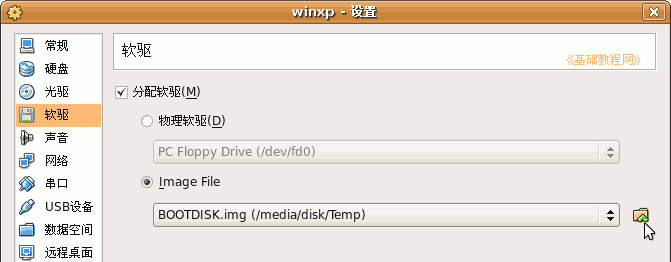 winxp - 设置
常规
硬盘
光驱
软驱
声音
网络
串口
USB设备
数据空间
远程桌面
软驱
《基础教程网》
分配软驱(M)
物理软驱(D)
PC Floppy Drive (/dev/fd0)
Image File
BOOTDISK.img (/media/disk/Temp)